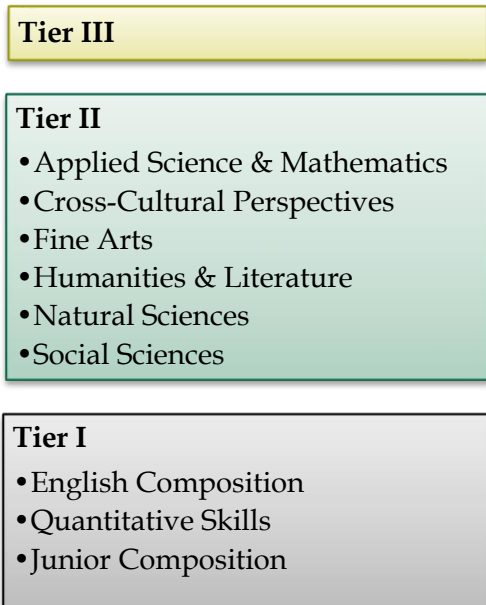 Tier III
Tier II
•Applied Science & Mathematics
•Cross-Cultural Perspectives
•Fine Arts
•Humanities & Literature
•Natural Sciences
•Social Sciences
Tier I
•English Composition
•Quantitative Skills
•Junior Composition